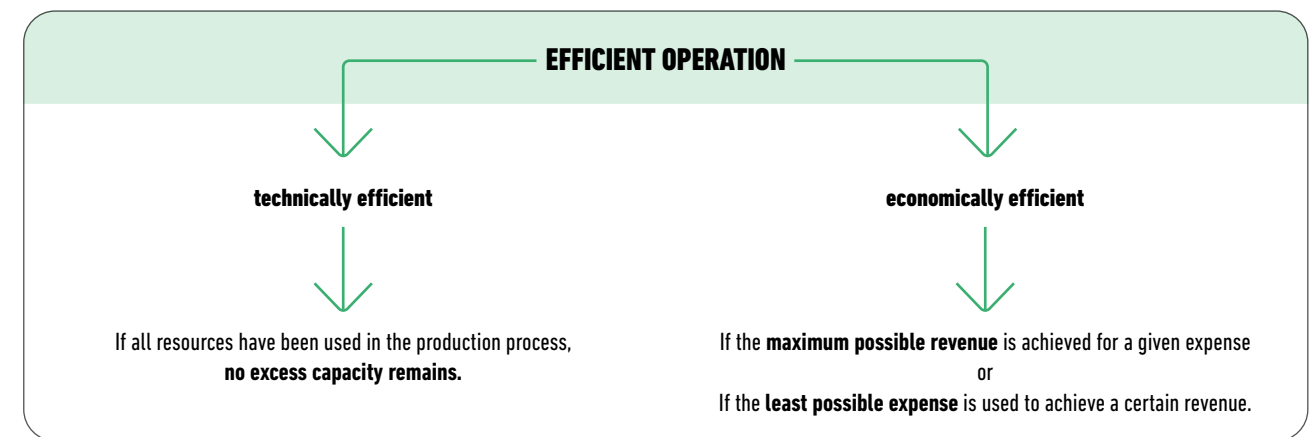 EFFICIENT OPERATION
technically efficient
If all resources have been used in the production process,
no excess capacity remains.
economically efficient
If the maximum possible revenue is achieved for a given expense
or
If the least possible expense is used to achieve a certain revenue.